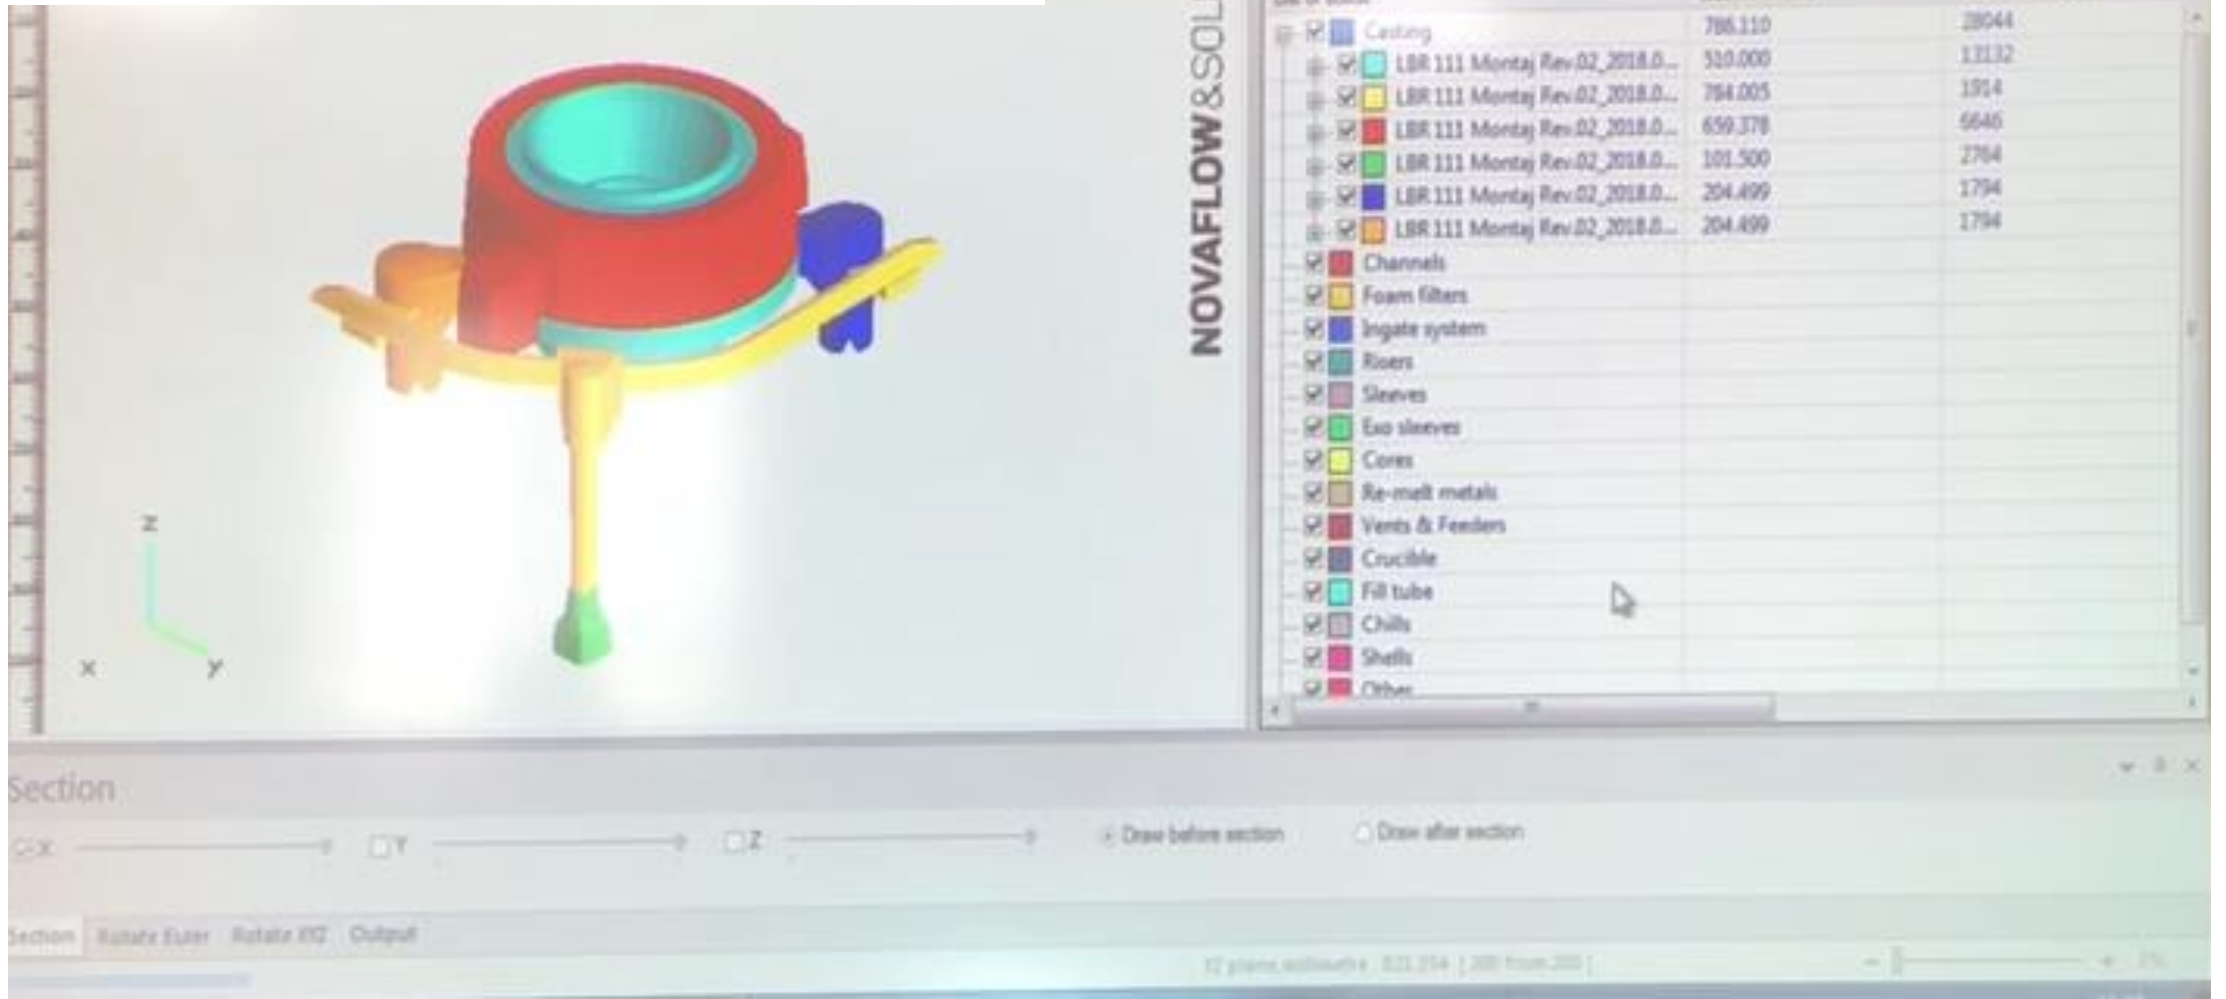 NOVAFLOW&SOL
Casting 786.110 28044
LBR 111 Montaj Rev.02_2018.0... 510.000 13132
LBR 111 Montaj Rev.02_2018.0... 784.005 1914
LBR 111 Montaj Rev.02_2018.0... 659.378 6646
LBR 111 Montaj Rev.02_2018.0... 101.500 2764
LBR 111 Montaj Rev.02_2018.0... 204.499 1794
LBR 111 Montaj Rev.02_2018.0... 204.499 1794
Channels
Foam filters
Ingate system
Risers
Sleeves
Exo sleeves
Cores
Re-melt metals
Vents & Feeders
Crucible
Fill tube
Chills
Shells
Other
z
x y
Section
X Y Z Draw before section Draw after section
Section Rotate Euler Rotate XYZ Output